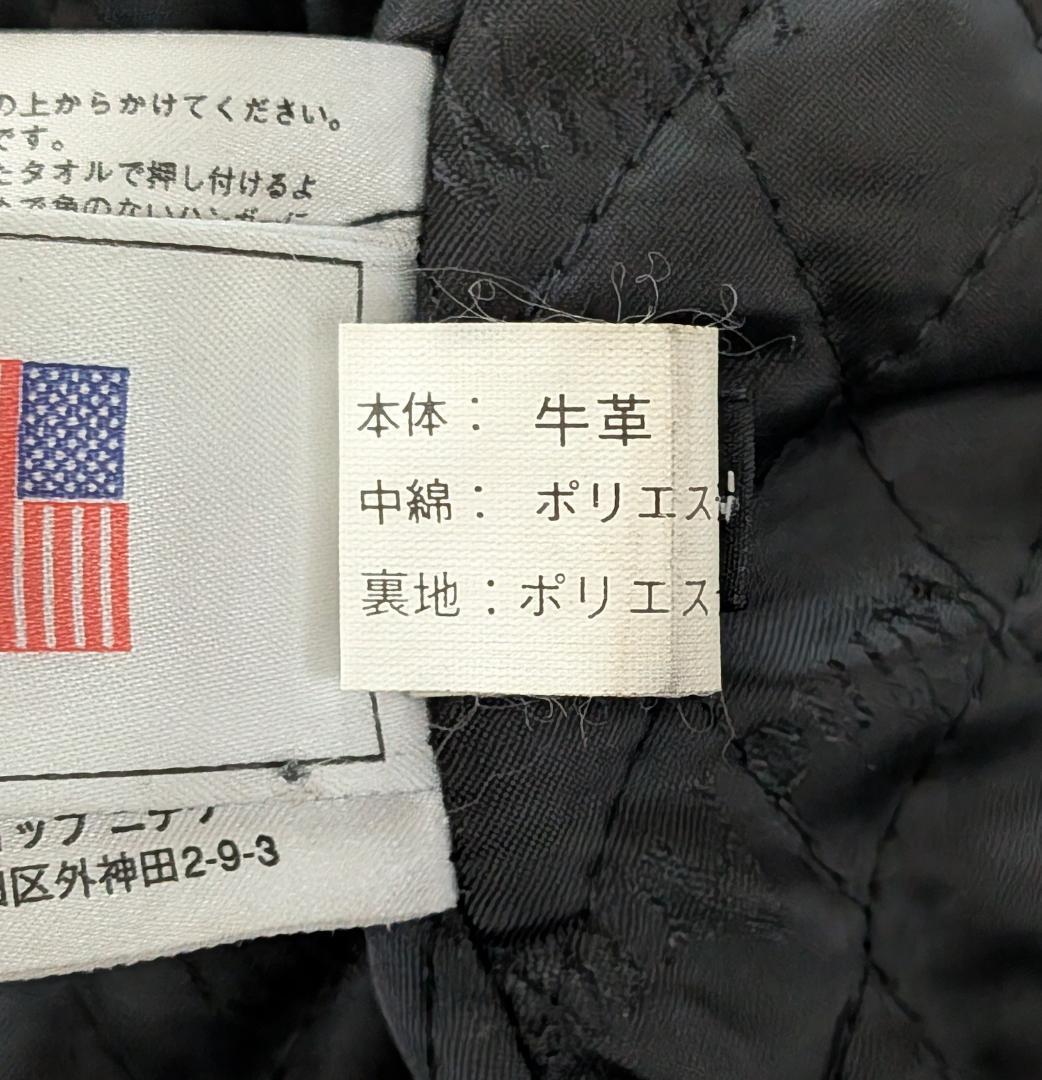 の上からかけてください。
です。
たタオルで押し付けるよ
本体： 牛革
中綿： ポリエス
裏地：ポリエス
区外神田2-9-3